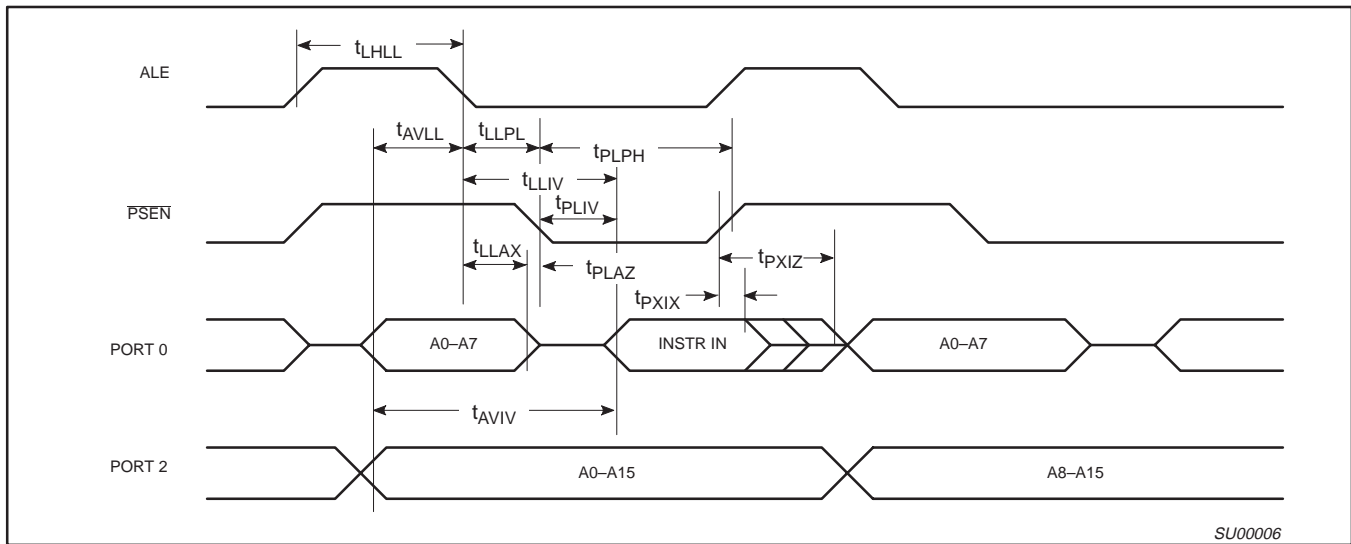 tLHLL
ALE
tAVLL
tLLPL
tPLPH
tLLIV
PSEN
tPLIV
tLLAX
tPLAZ
tPXIZ
tPXIX
PORT 0
A0–A7
INSTR IN
A0–A7
tAVIV
PORT 2
A0–A15
A8–A15
SU00006